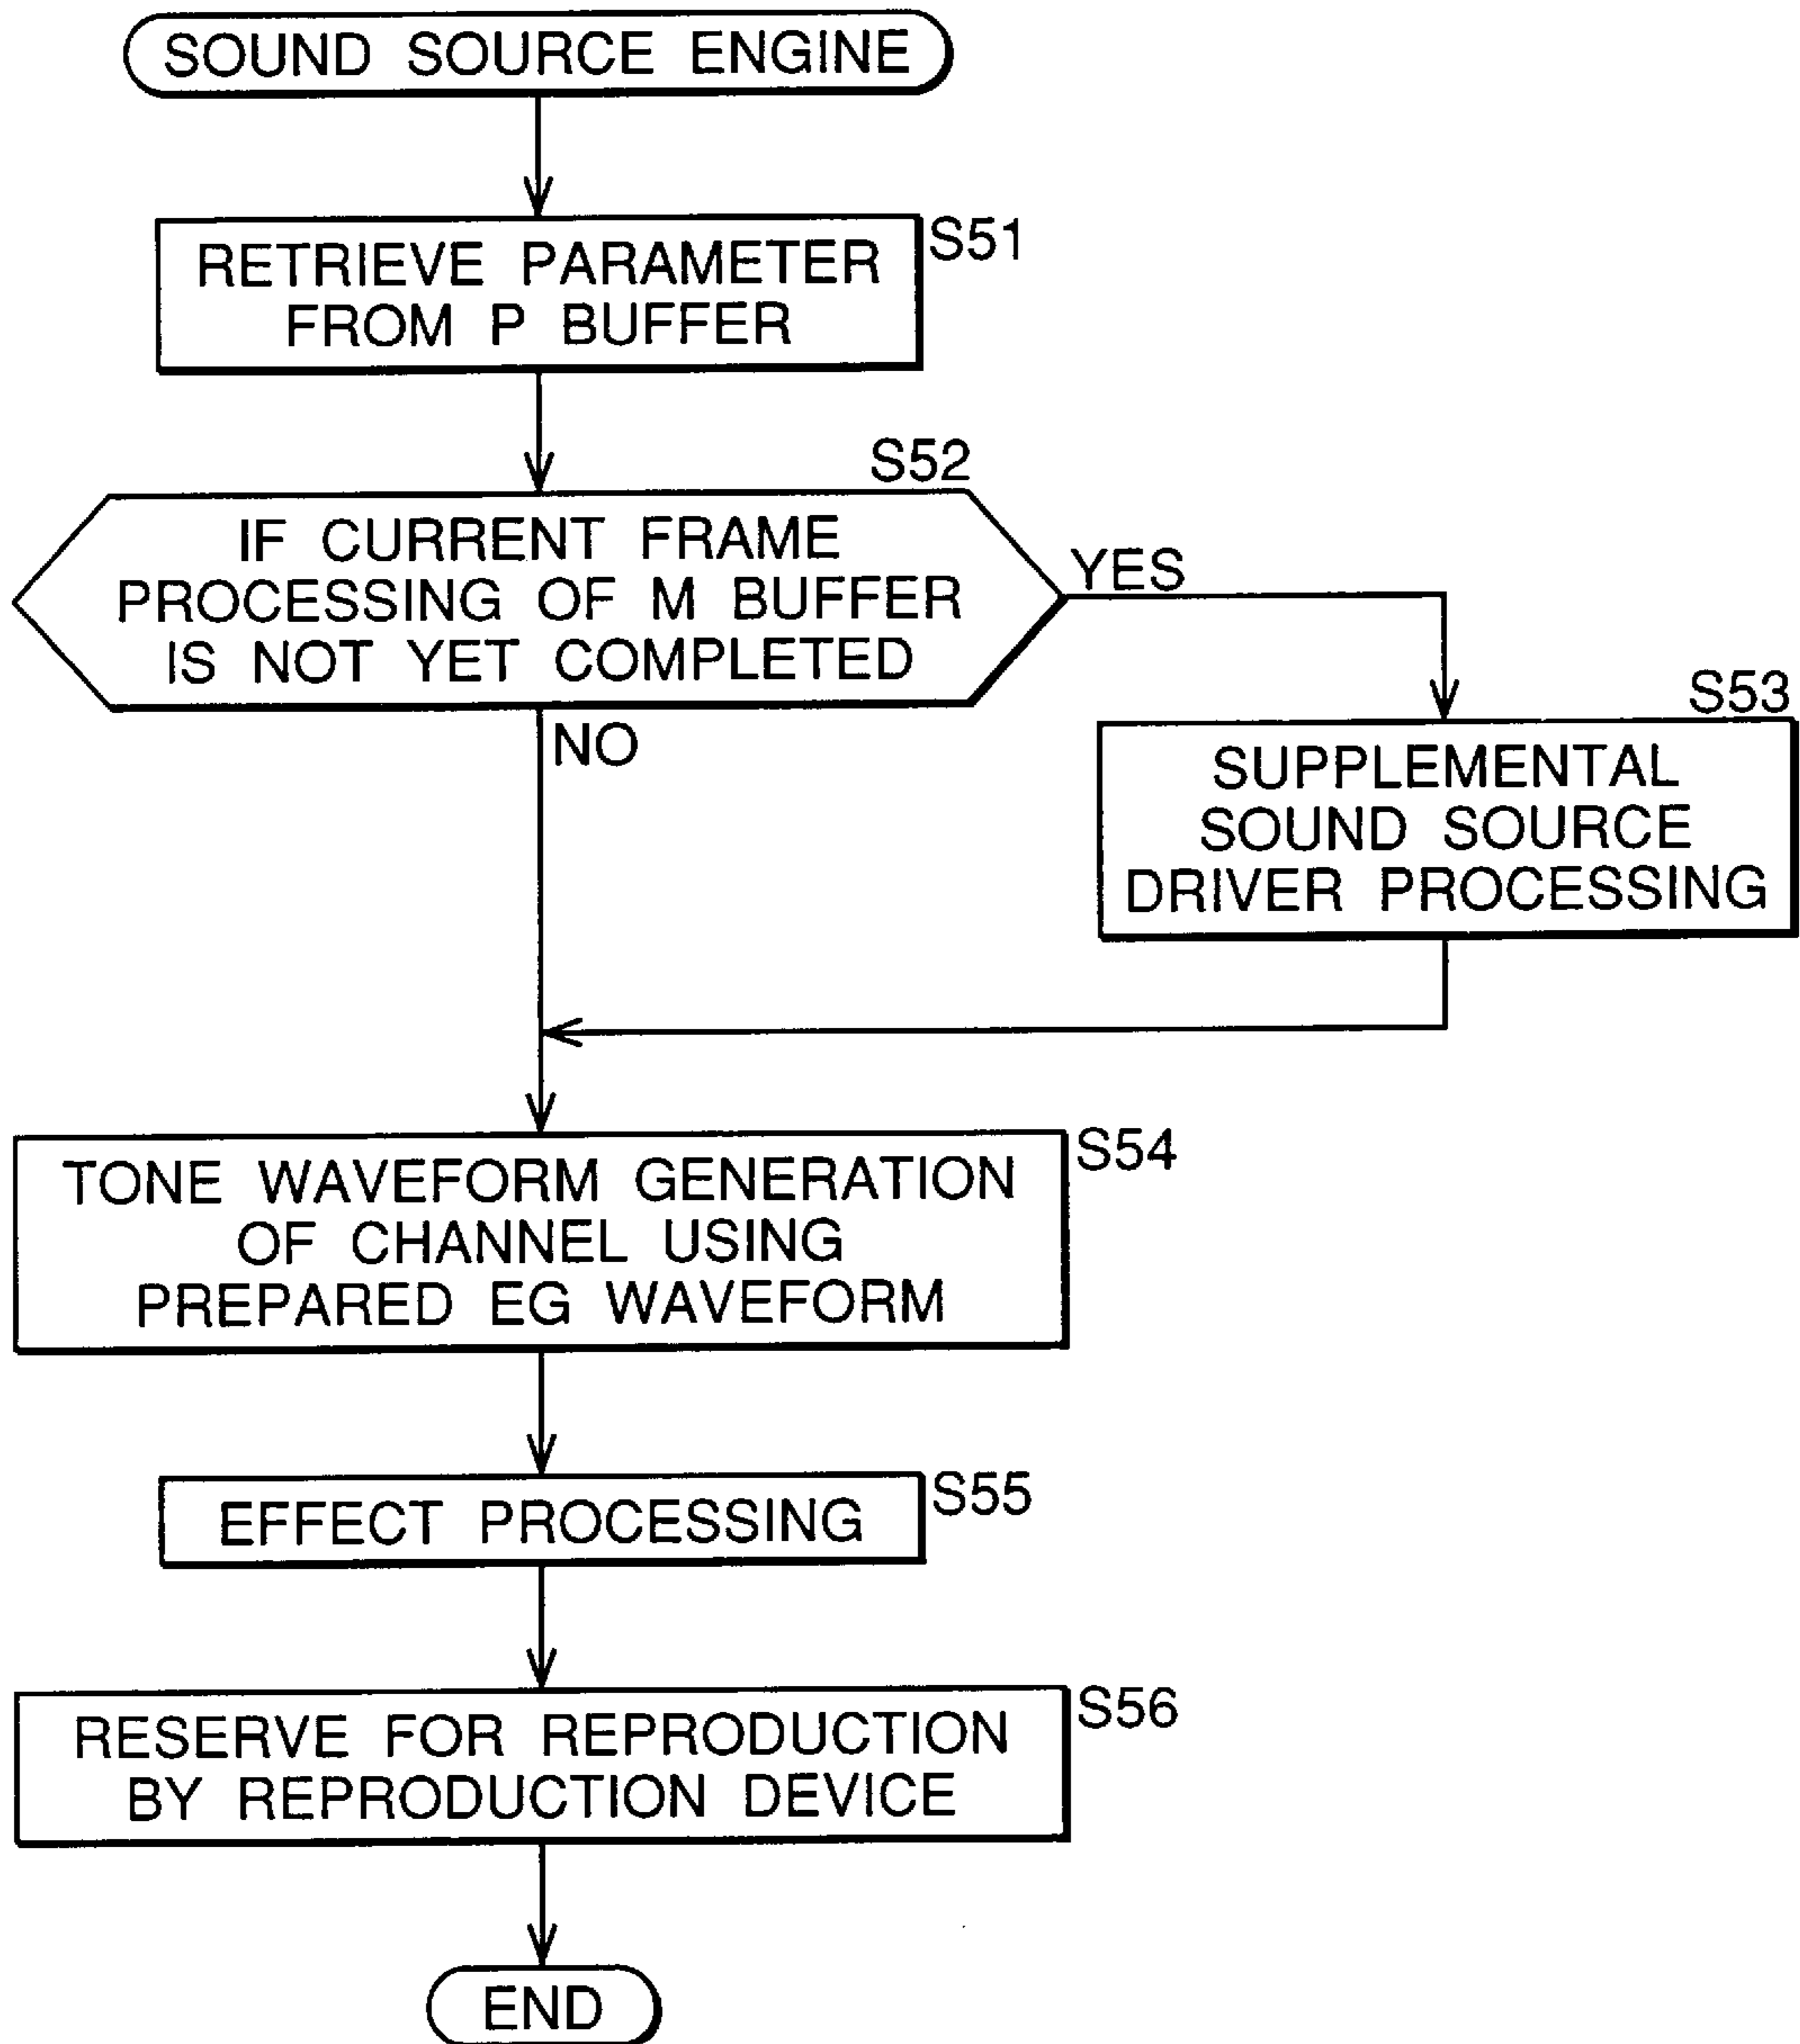 SOUND SOURCE ENGINE
S51
RETRIEVE PARAMETER
FROM P BUFFER
S52
IF CURRENT FRAME
PROCESSING OF M BUFFER
IS NOT YET COMPLETED
YES
NO
S53
SUPPLEMENTAL
SOUND SOURCE
DRIVER PROCESSING
S54
TONE WAVEFORM GENERATION
OF CHANNEL USING
PREPARED EG WAVEFORM
S55
EFFECT PROCESSING
S56
RESERVE FOR REPRODUCTION
BY REPRODUCTION DEVICE
END